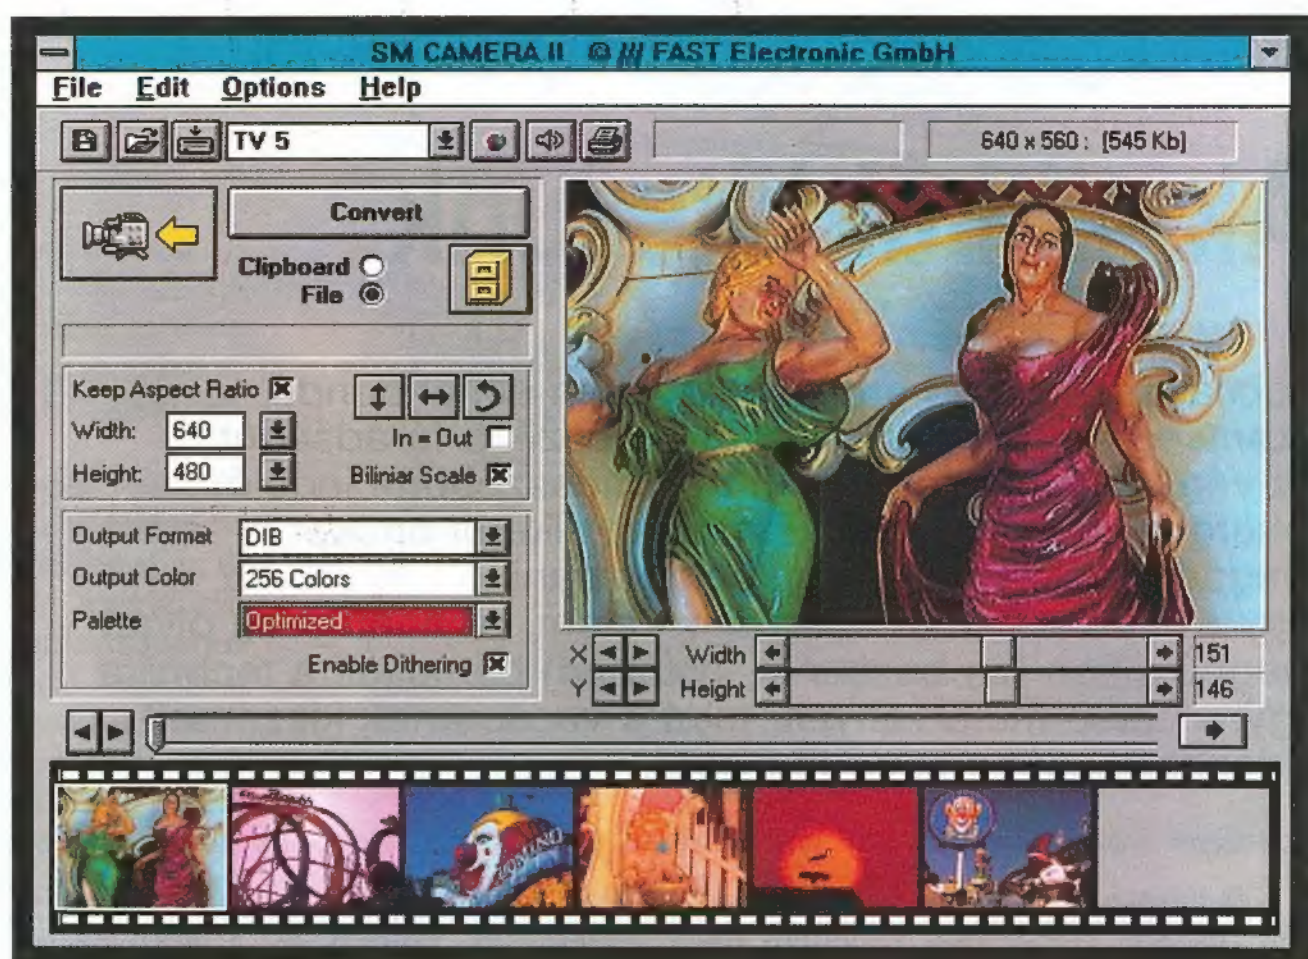 SM CAMERA II © /// FAST Electronic GmbH
File Edit Options Help
TV 5
640 x 560 : [545 Kb]
Convert
Clipboard
File
Keep Aspect Ratio
Width: 640
In = Out
Height: 480
Biliniar Scale
Output Format DIB
Output Color 256 Colors
Palette Optimized
Enable Dithering
X Width 151
Y Height 146